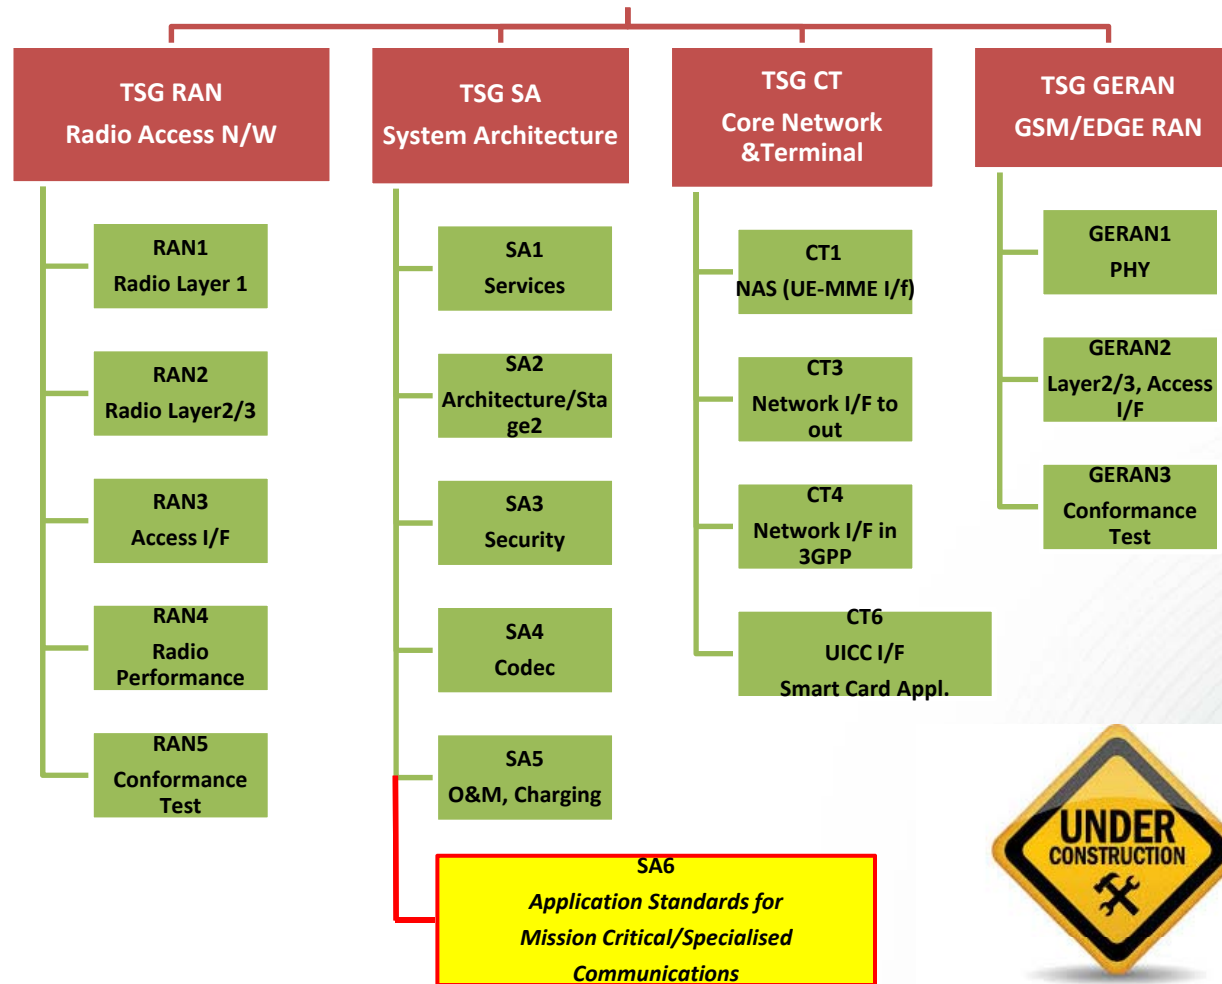 TSG RAN
Radio Access N/W
TSG SA
System Architecture
TSG CT
Core Network
&Terminal
TSG GERAN
GSM/EDGE RAN
RAN1
Radio Layer 1
RAN2
Radio Layer2/3
RAN3
Access I/F
RAN4
Radio
Performance
RAN5
Conformance
Test
SA1
Services
SA2
Architecture/Sta
ge2
SA3
Security
SA4
Codec
SA5
O&M, Charging
SA6
Application Standards for
Mission Critical/Specialised
Communications
CT1
NAS (UE-MME I/f)
CT3
Network I/F to
out
CT4
Network I/F in
3GPP
CT6
UICC I/F
Smart Card Appl.
GERAN1
PHY
GERAN2
Layer2/3, Access
I/F
GERAN3
Conformance
Test
UNDER
CONSTRUCTION